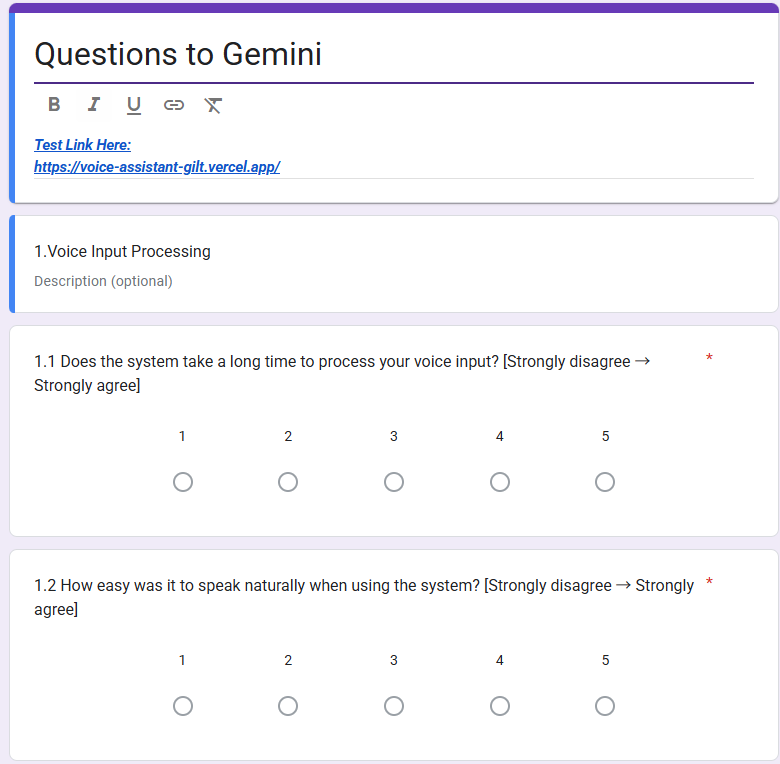 Questions to Gemini
B I U
Test Link Here:
https://voice-assistant-gilt.vercel.app/
1.Voice Input Processing
Description (optional)
1.1 Does the system take a long time to process your voice input? [Strongly disagree → *
Strongly agree]
1 2 3 4 5
1.2 How easy was it to speak naturally when using the system? [Strongly disagree → Strongly *
agree]
1 2 3 4 5